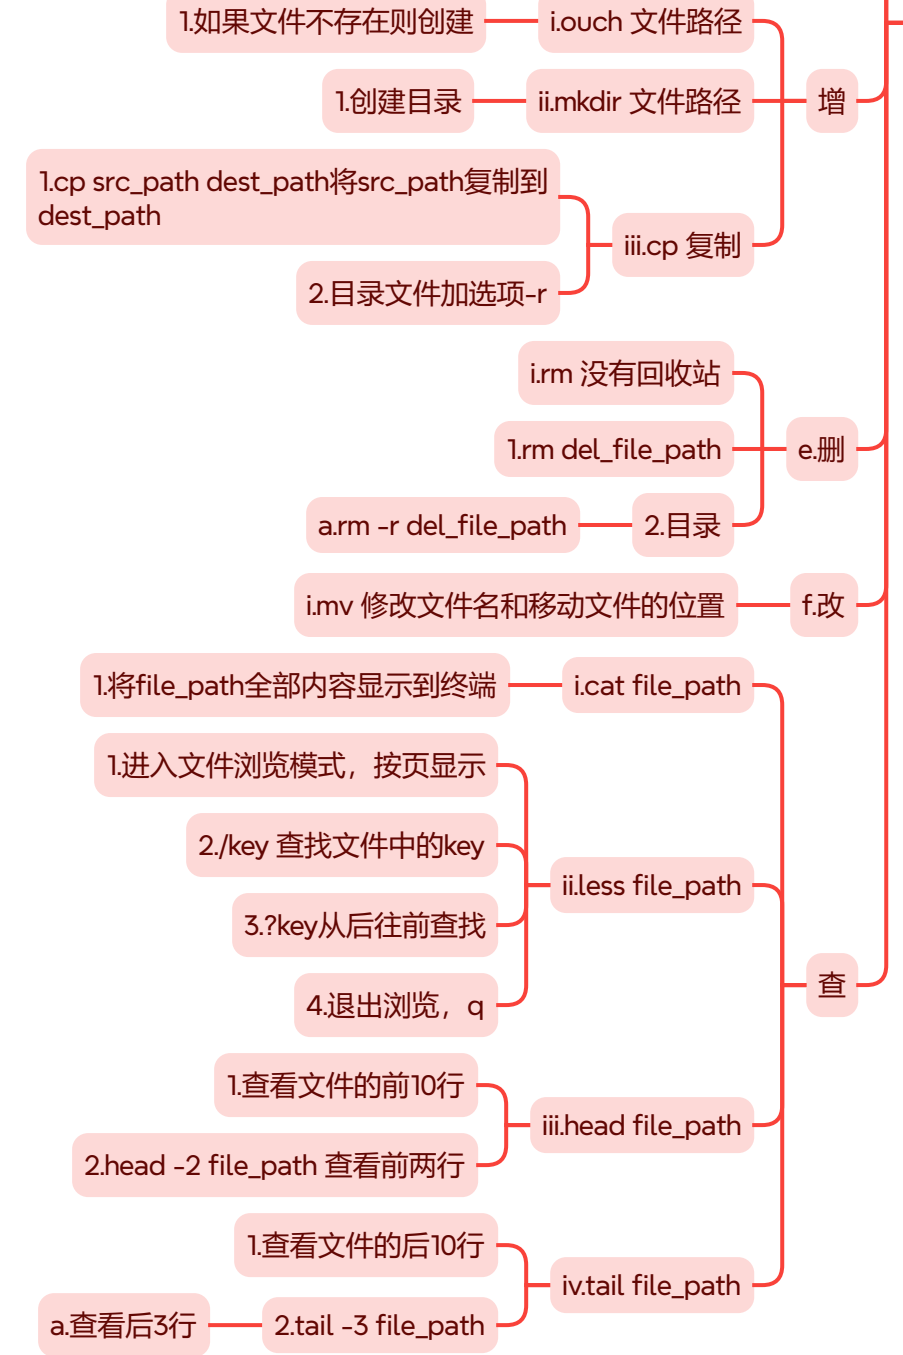 增
i.ouch 文件路径
1.如果文件不存在则创建
ii.mkdir 文件路径
1.创建目录
iii.cp 复制
1.cp src_path dest_path将src_path复制到
dest_path
2.目录文件加选项-r
e.删
i.rm 没有回收站
1.rm del_file_path
2.目录
a.rm -r del_file_path
f.改
i.mv 修改文件名和移动文件的位置
查
i.cat file_path
1.将file_path全部内容显示到终端
ii.less file_path
1.进入文件浏览模式，按页显示
2./key 查找文件中的key
3.?key从后往前查找
4.退出浏览，q
iii.head file_path
1.查看文件的前10行
2.head -2 file_path 查看前两行
iv.tail file_path
1.查看文件的后10行
2.tail -3 file_path
a.查看后3行